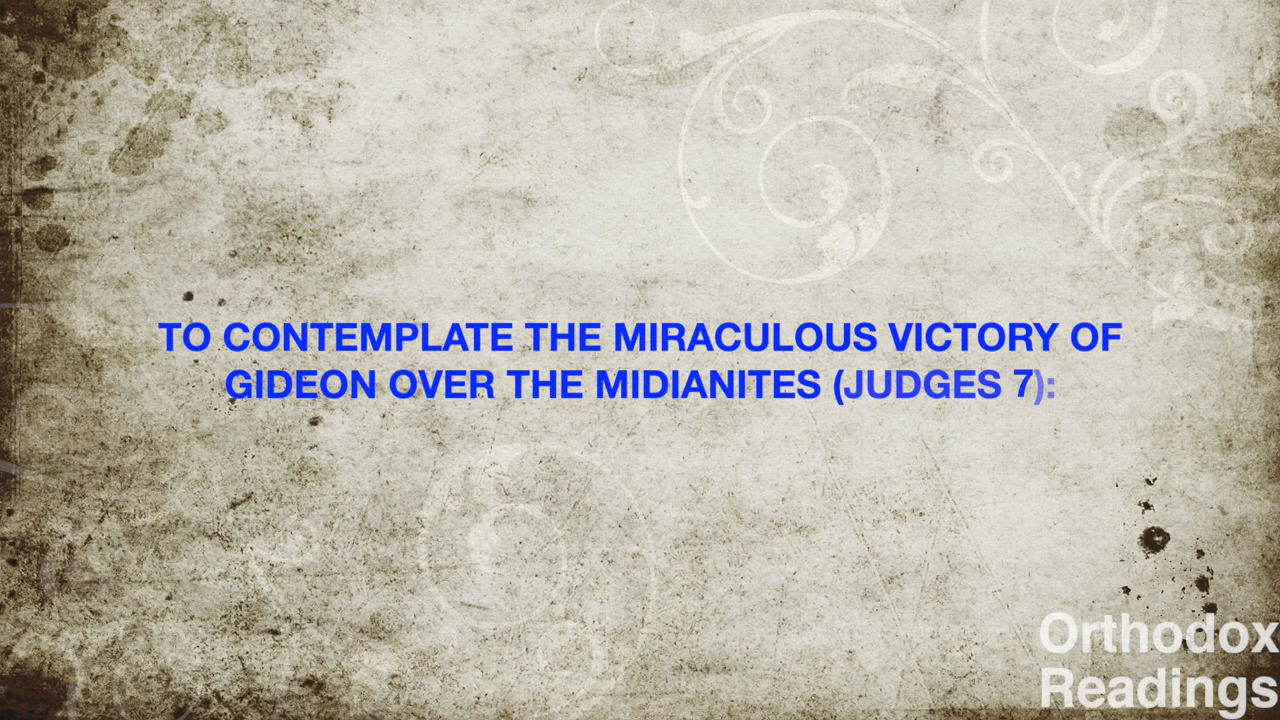 TO CONTEMPLATE THE MIRACULOUS VICTORY OF
GIDEON OVER THE MIDIANITES (JUDGES 7):
Orthodox
Readings